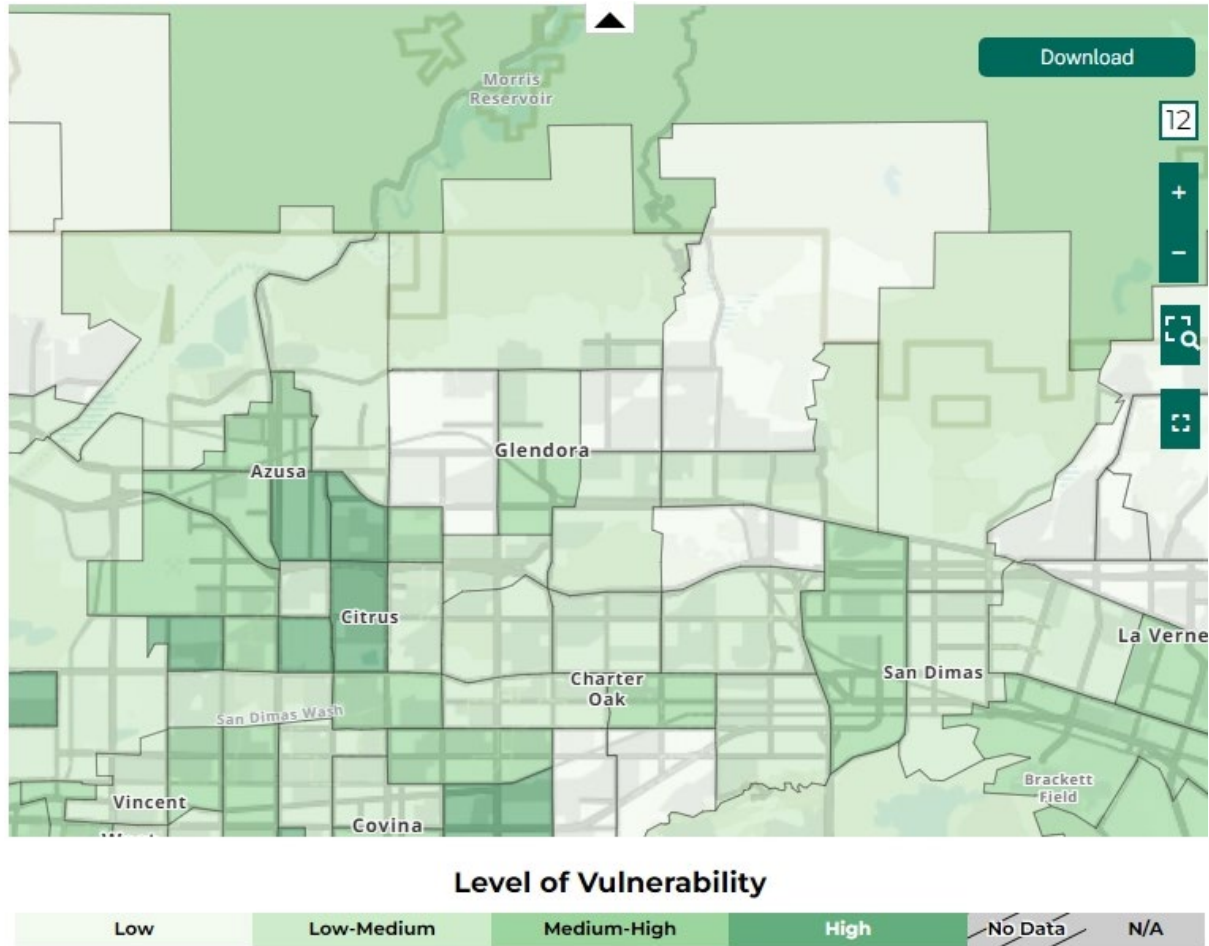 Download
Morris
Reservoir
12
+
−
Glendora
Azusa
Citrus
La Verne
Charter
Oak
San Dimas
San Dimas Wash
Brackett
Field
Vincent
Covina
Level of Vulnerability
Low Low-Medium Medium-High High No Data N/A